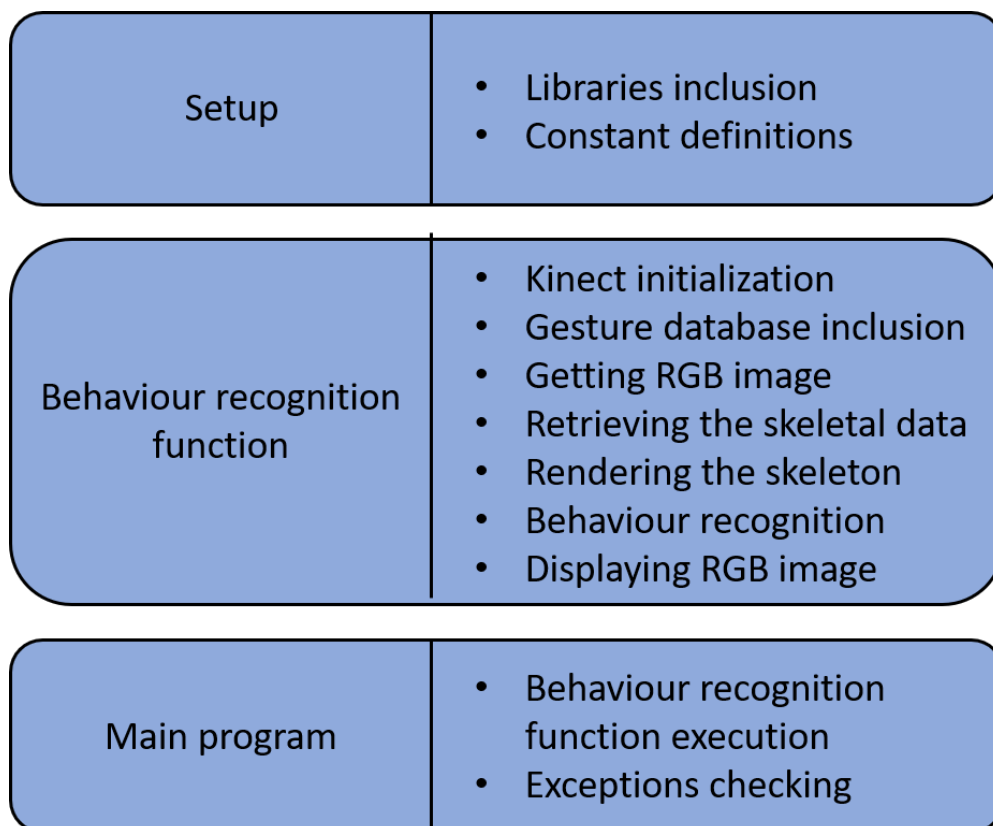 Setup
• Libraries inclusion
• Constant definitions
Behaviour recognition
function
• Kinect initialization
• Gesture database inclusion
• Getting RGB image
• Retrieving the skeletal data
• Rendering the skeleton
• Behaviour recognition
• Displaying RGB image
Main program
• Behaviour recognition
function execution
• Exceptions checking